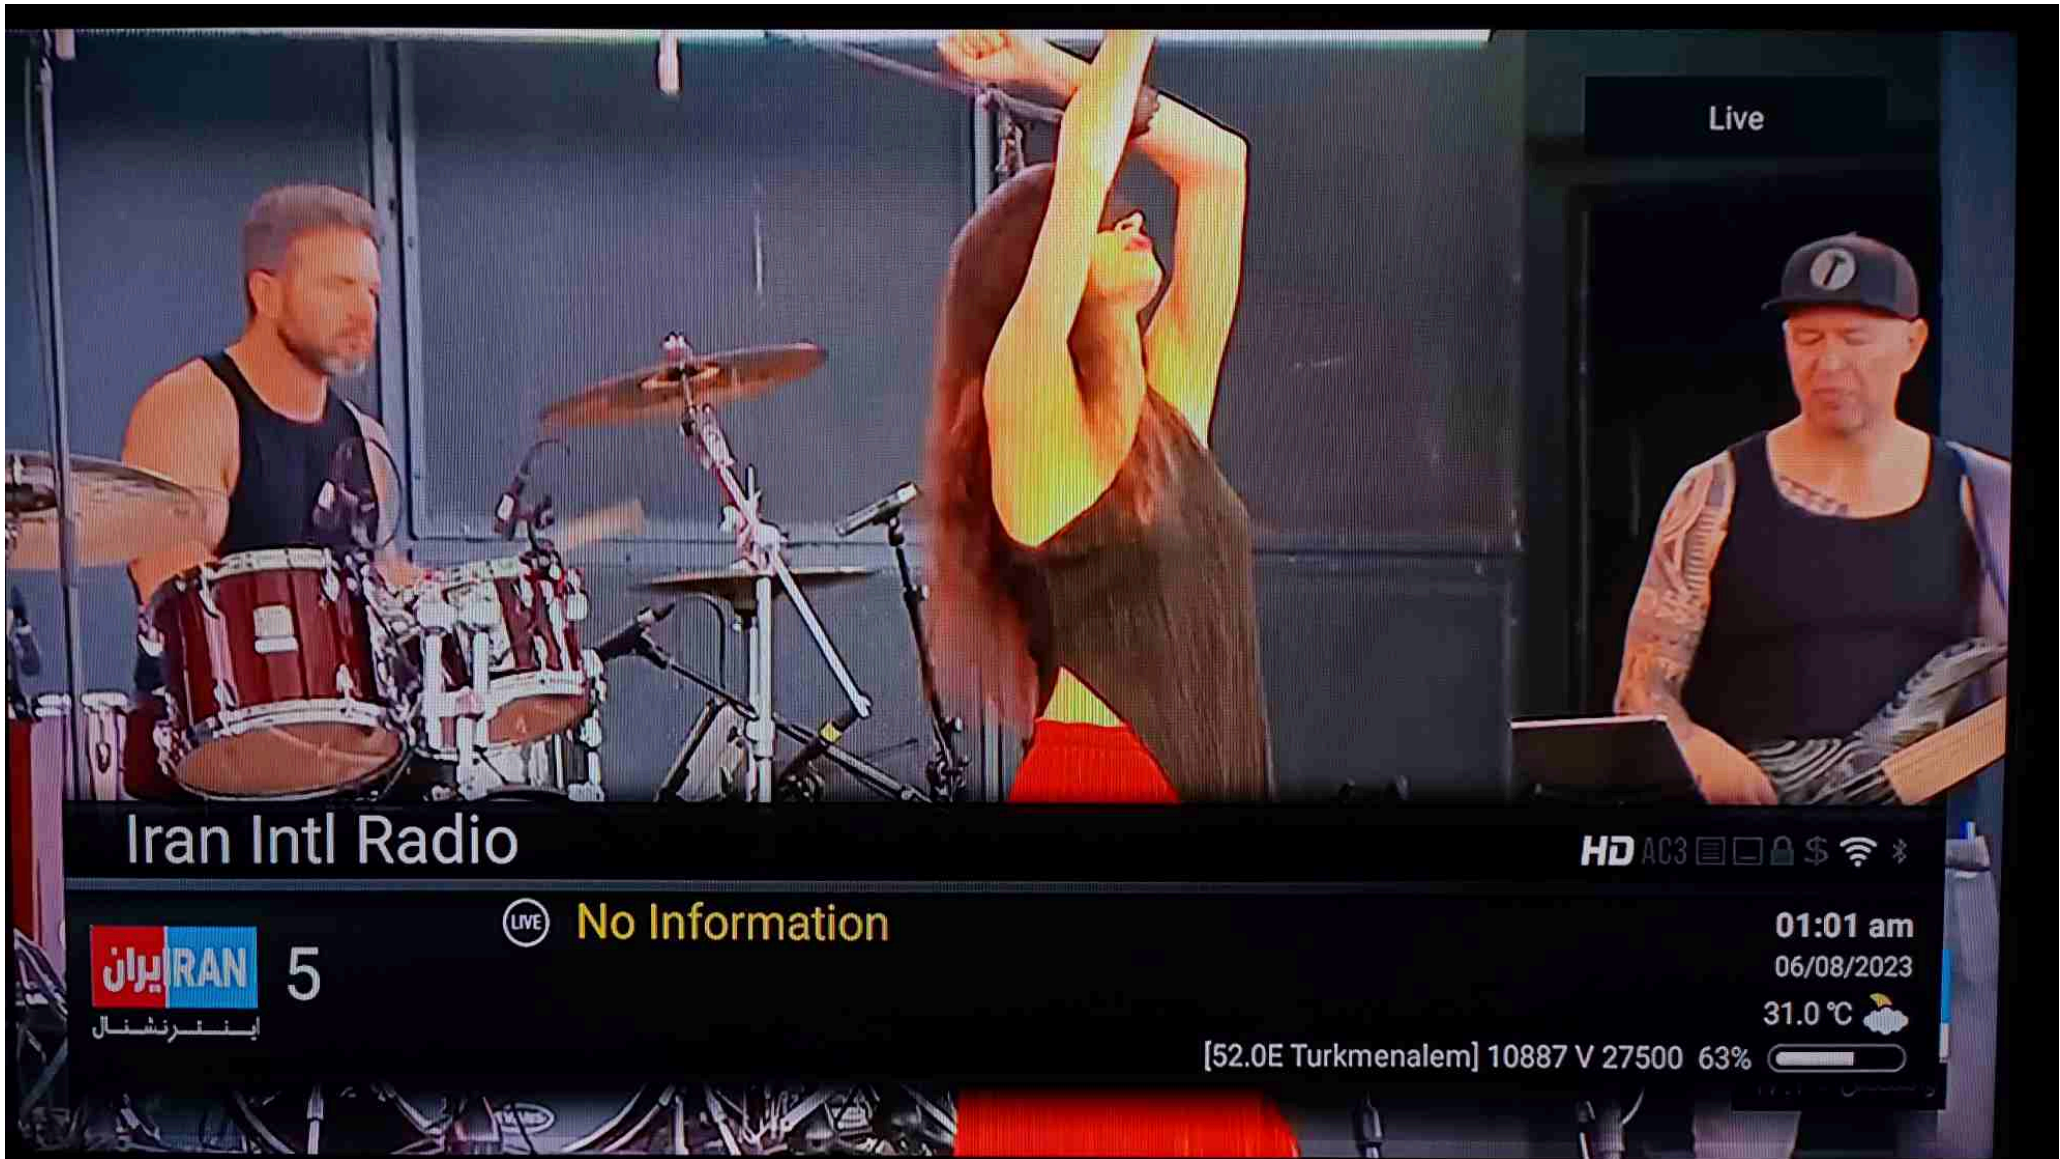 Live
Iran Intl Radio
HD AC3 $
LIVE No Information
ایران IRAN
اینترنشنال
5
01:01 am
06/08/2023
31.0 °C
[52.0E Turkmenalem] 10887 V 27500 63%